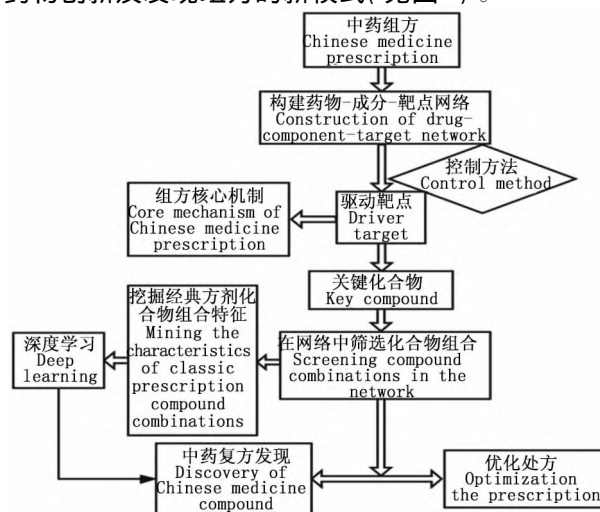 中药组方
Chinese medicine
prescription
构建药物-成分-靶点网络
Construction of drug-
component-target network
控制方法
Control method
组方核心机制
Core mechanism of
Chinese medicine
prescription
驱动靶点
Driver
target
关键化合物
Key compound
挖掘经典方剂化
合物组合特征
Mining the
characteristics
of classic
prescription
compound
combinations
深度学习
Deep
learning
在网络中筛选化合物组合
Screening compound
combinations in the
network
中药复方发现
Discovery of
Chinese medicine
compound
优化处方
Optimization
the prescription